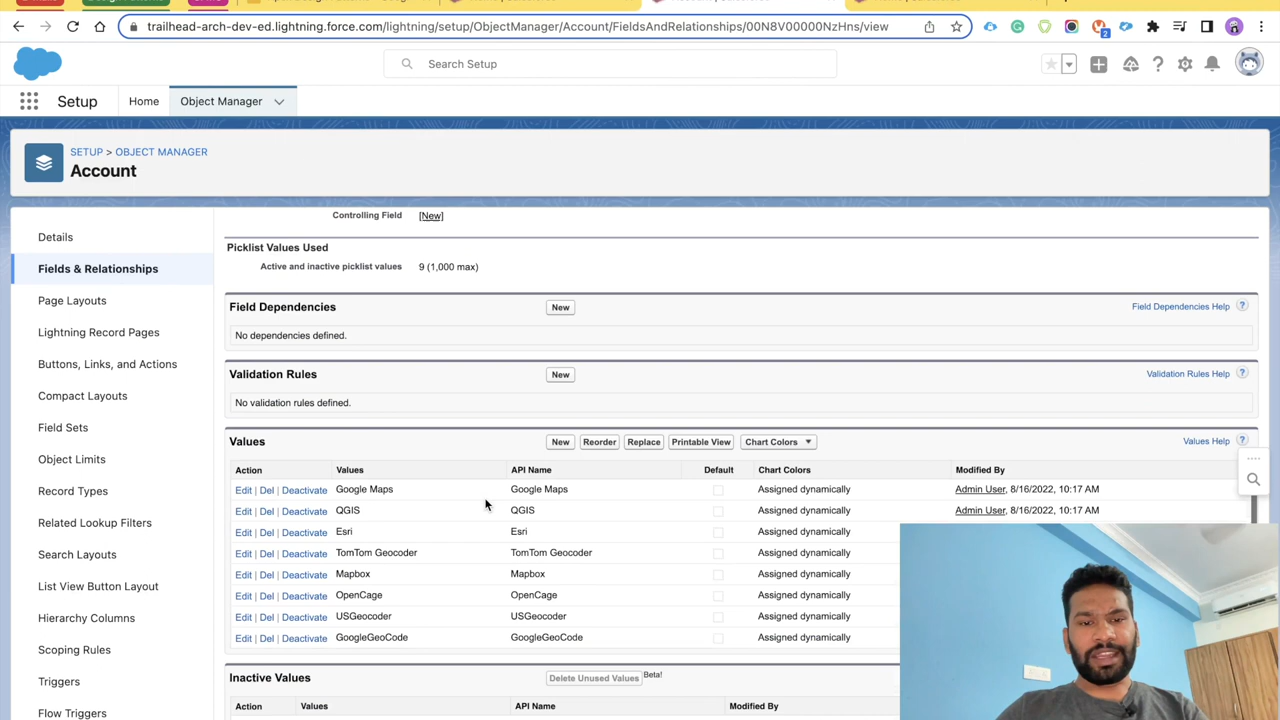 trailhead-arch-dev-ed.lightning.force.com/lightning/setup/ObjectManager/Account/FieldsAndRelationships/00N8V00000NzHns/view
2
Search Setup
Setup Home Object Manager
SETUP > OBJECT MANAGER
Account
Details
Fields & Relationships
Page Layouts
Lightning Record Pages
Buttons, Links, and Actions
Compact Layouts
Field Sets
Object Limits
Record Types
Related Lookup Filters
Search Layouts
List View Button Layout
Hierarchy Columns
Scoping Rules
Triggers
Flow Triggers
Controlling Field [New]
Picklist Values Used
Active and inactive picklist values 9 (1,000 max)
Field Dependencies New Field Dependencies Help ?
No dependencies defined.
Validation Rules New Validation Rules Help ?
No validation rules defined.
Values New Reorder Replace Printable View Chart Colors Values Help ?
Action Values API Name Default Chart Colors Modified By
Edit | Del | Deactivate Google Maps Google Maps Assigned dynamically Admin User, 8/16/2022, 10:17 AM
Edit | Del | Deactivate QGIS QGIS Assigned dynamically Admin User, 8/16/2022, 10:17 AM
Edit | Del | Deactivate Esri Esri Assigned dynamically
Edit | Del | Deactivate TomTom Geocoder TomTom Geocoder Assigned dynamically
Edit | Del | Deactivate Mapbox Mapbox Assigned dynamically
Edit | Del | Deactivate OpenCage OpenCage Assigned dynamically
Edit | Del | Deactivate USGeocoder USGeocoder Assigned dynamically
Edit | Del | Deactivate GoogleGeoCode GoogleGeoCode Assigned dynamically
Inactive Values Delete Unused Values Beta!
Action Values API Name Modified By